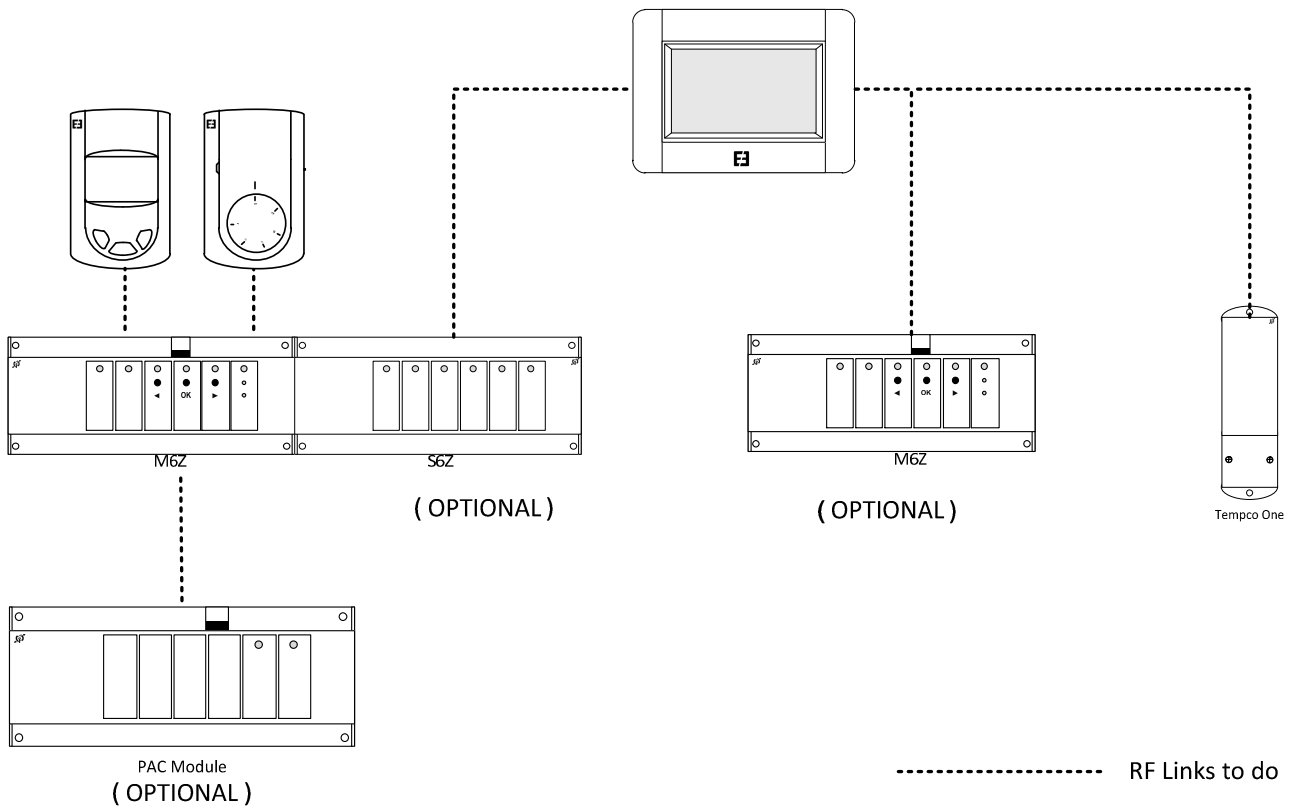 OK
OK
M6Z
S6Z
M6Z
( OPTIONAL )
( OPTIONAL )
Tempco One
PAC Module
( OPTIONAL )
RF Links to do